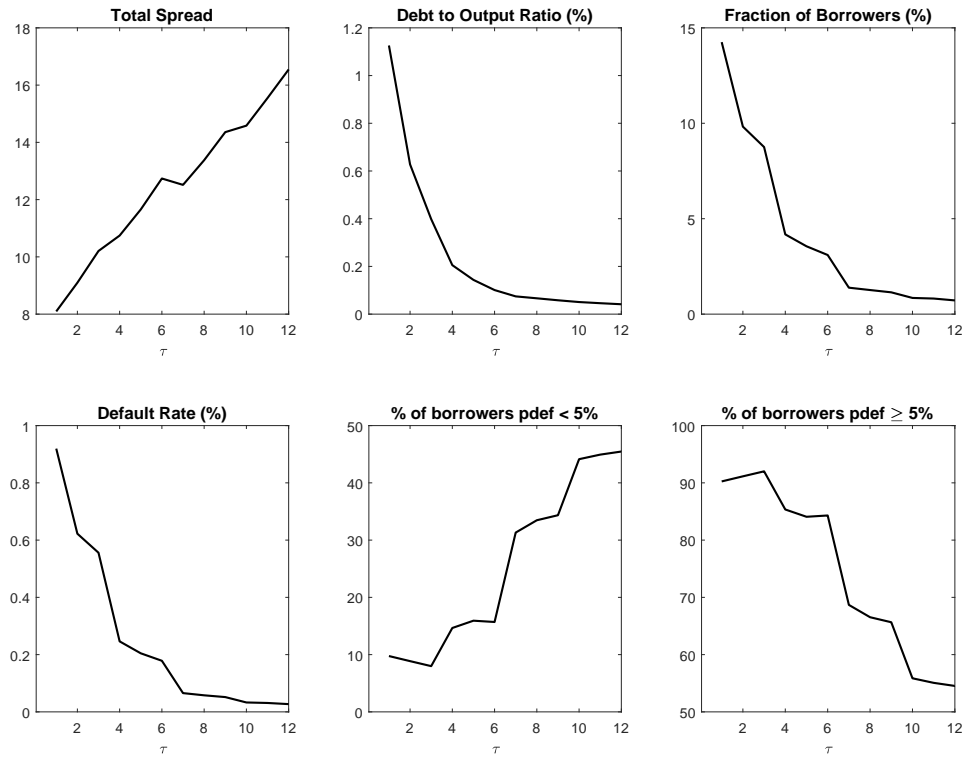 Total Spread
18
16
14
12
10
8
2 4 6 8 10 12
τ
Debt to Output Ratio (%)
1.2
1
0.8
0.6
0.4
0.2
0
2 4 6 8 10 12
τ
Fraction of Borrowers (%)
15
10
5
0
2 4 6 8 10 12
τ
Default Rate (%)
1
0.8
0.6
0.4
0.2
0
2 4 6 8 10 12
τ
% of borrowers pdef < 5%
50
40
30
20
10
0
2 4 6 8 10 12
τ
% of borrowers pdef ≥ 5%
100
90
80
70
60
50
2 4 6 8 10 12
τ